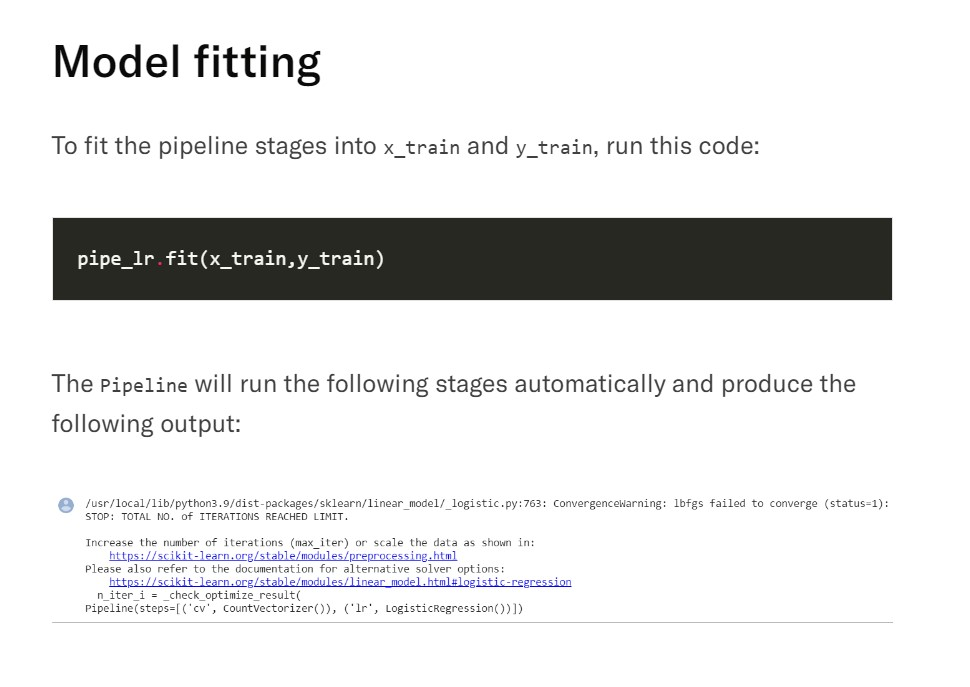 Model fitting
To fit the pipeline stages into x_train and y_train, run this code:
pipe_lr.fit(x_train,y_train)
The Pipeline will run the following stages automatically and produce the
following output:
/usr/local/lib/python3.9/dist-packages/sklearn/linear_model/_logistic.py:763: ConvergenceWarning: lbfgs failed to converge (status=1):
STOP: TOTAL NO. of ITERATIONS REACHED LIMIT.
Increase the number of iterations (max_iter) or scale the data as shown in:
https://scikit-learn.org/stable/modules/preprocessing.html
Please also refer to the documentation for alternative solver options:
https://scikit-learn.org/stable/modules/linear_model.html#logistic-regression
n_iter_i = _check_optimize_result(
Pipeline(steps=[('cv', CountVectorizer()), ('lr', LogisticRegression())])